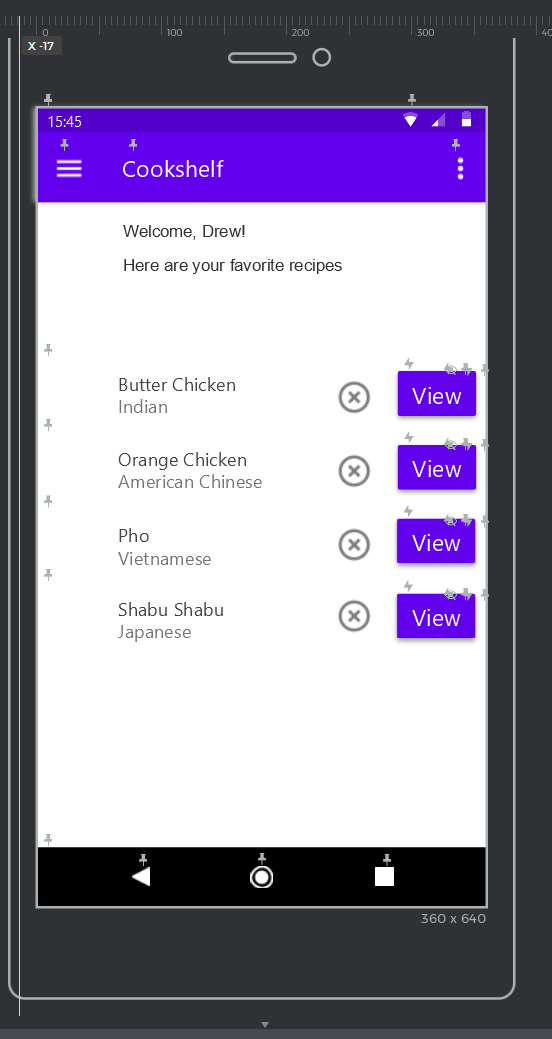 0
100
200
300
40
X -17
15:45
Cookshelf
Welcome, Drew!
Here are your favorite recipes
Butter Chicken
Indian
View
Orange Chicken
American Chinese
View
Pho
Vietnamese
View
Shabu Shabu
Japanese
View
360 x 640